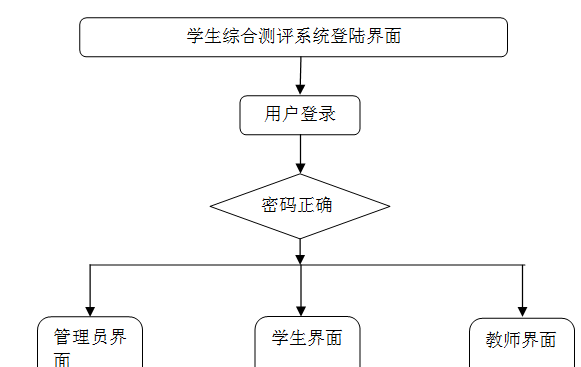 学生综合测评系统登陆界面
用户登录
密码正确
管理员界
面
学生界面
教师界面